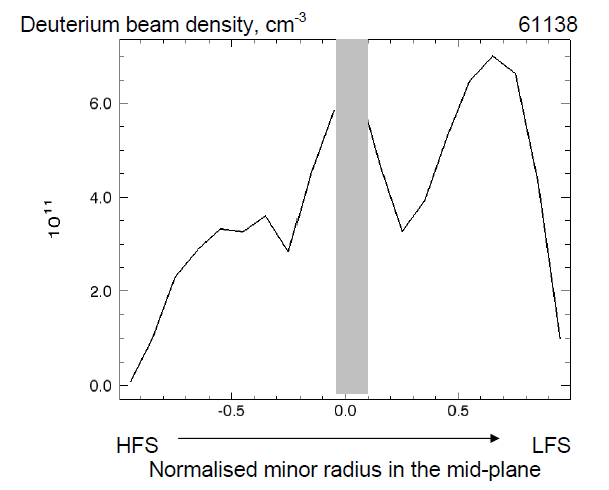 Deuterium beam density, cm-3 61138
6.0
4.0
2.0
0.0
10¹¹
-0.5 0.0 0.5
HFS LFS
Normalised minor radius in the mid-plane